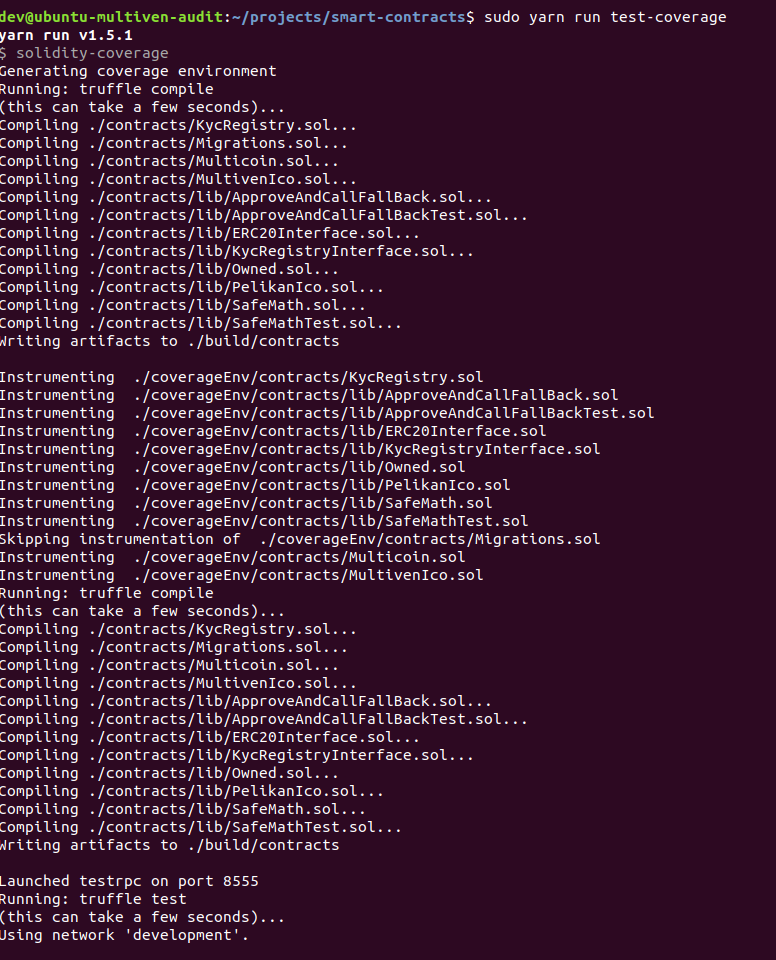 dev@ubuntu-multiven-audit:~/projects/smart-contracts$ sudo yarn run test-coverage
yarn run v1.5.1
$ solidity-coverage
Generating coverage environment
Running: truffle compile
(this can take a few seconds)...
Compiling ./contracts/KycRegistry.sol...
Compiling ./contracts/Migrations.sol...
Compiling ./contracts/Multicoin.sol...
Compiling ./contracts/MultivenIco.sol...
Compiling ./contracts/lib/ApproveAndCallFallBack.sol...
Compiling ./contracts/lib/ApproveAndCallFallBackTest.sol...
Compiling ./contracts/lib/ERC20Interface.sol...
Compiling ./contracts/lib/KycRegistryInterface.sol...
Compiling ./contracts/lib/Owned.sol...
Compiling ./contracts/lib/PelikanIco.sol...
Compiling ./contracts/lib/SafeMath.sol...
Compiling ./contracts/lib/SafeMathTest.sol...
Writing artifacts to ./build/contracts

Instrumenting  ./coverageEnv/contracts/KycRegistry.sol
Instrumenting  ./coverageEnv/contracts/lib/ApproveAndCallFallBack.sol
Instrumenting  ./coverageEnv/contracts/lib/ApproveAndCallFallBackTest.sol
Instrumenting  ./coverageEnv/contracts/lib/ERC20Interface.sol
Instrumenting  ./coverageEnv/contracts/lib/KycRegistryInterface.sol
Instrumenting  ./coverageEnv/contracts/lib/Owned.sol
Instrumenting  ./coverageEnv/contracts/lib/PelikanIco.sol
Instrumenting  ./coverageEnv/contracts/lib/SafeMath.sol
Instrumenting  ./coverageEnv/contracts/lib/SafeMathTest.sol
Skipping instrumentation of  ./coverageEnv/contracts/Migrations.sol
Instrumenting  ./coverageEnv/contracts/Multicoin.sol
Instrumenting  ./coverageEnv/contracts/MultivenIco.sol
Running: truffle compile
(this can take a few seconds)...
Compiling ./contracts/KycRegistry.sol...
Compiling ./contracts/Migrations.sol...
Compiling ./contracts/Multicoin.sol...
Compiling ./contracts/MultivenIco.sol...
Compiling ./contracts/lib/ApproveAndCallFallBack.sol...
Compiling ./contracts/lib/ApproveAndCallFallBackTest.sol...
Compiling ./contracts/lib/ERC20Interface.sol...
Compiling ./contracts/lib/KycRegistryInterface.sol...
Compiling ./contracts/lib/Owned.sol...
Compiling ./contracts/lib/PelikanIco.sol...
Compiling ./contracts/lib/SafeMath.sol...
Compiling ./contracts/lib/SafeMathTest.sol...
Writing artifacts to ./build/contracts

Launched testrpc on port 8555
Running: truffle test
(this can take a few seconds)...
Using network 'development'.